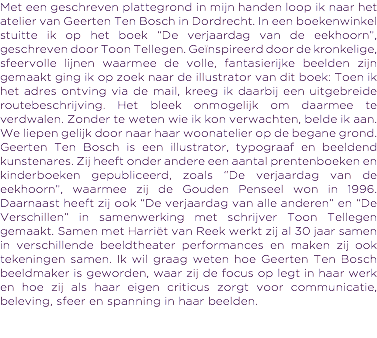 Met een geschreven plattegrond in mijn handen loop ik naar het
atelier van Geerten Ten Bosch in Dordrecht. In een boekenwinkel
stuitte ik op het boek "De verjaardag van de eekhoorn",
geschreven door Toon Tellegen. Geïnspireerd door de kronkelige,
sfeervolle lijnen waarmee de volle, fantasierijke beelden zijn
gemaakt ging ik op zoek naar de illustrator van dit boek: Toen ik
het adres ontving via de mail, kreeg ik daarbij een uitgebreide
routebeschrijving. Het bleek onmogelijk om daarmee te
verdwalen. Zonder te weten wie ik kon verwachten, belde ik aan.
We liepen gelijk door naar haar woonatelier op de begane grond.
Geerten Ten Bosch is een illustrator, typograaf en beeldend
kunstenares. Zij heeft onder andere een aantal prentenboeken en
kinderboeken gepubliceerd, zoals "De verjaardag van de
eekhoorn", waarmee zij de Gouden Penseel won in 1996.
Daarnaast heeft zij ook "De verjaardag van alle anderen" en "De
Verschillen" in samenwerking met schrijver Toon Tellegen
gemaakt. Samen met Harriët van Reek werkt zij al 30 jaar samen
in verschillende beeldtheater performances en maken zij ook
tekeningen samen. Ik wil graag weten hoe Geerten Ten Bosch
beeldmaker is geworden, waar zij de focus op legt in haar werk
en hoe zij als haar eigen criticus zorgt voor communicatie,
beleving, sfeer en spanning in haar beelden.